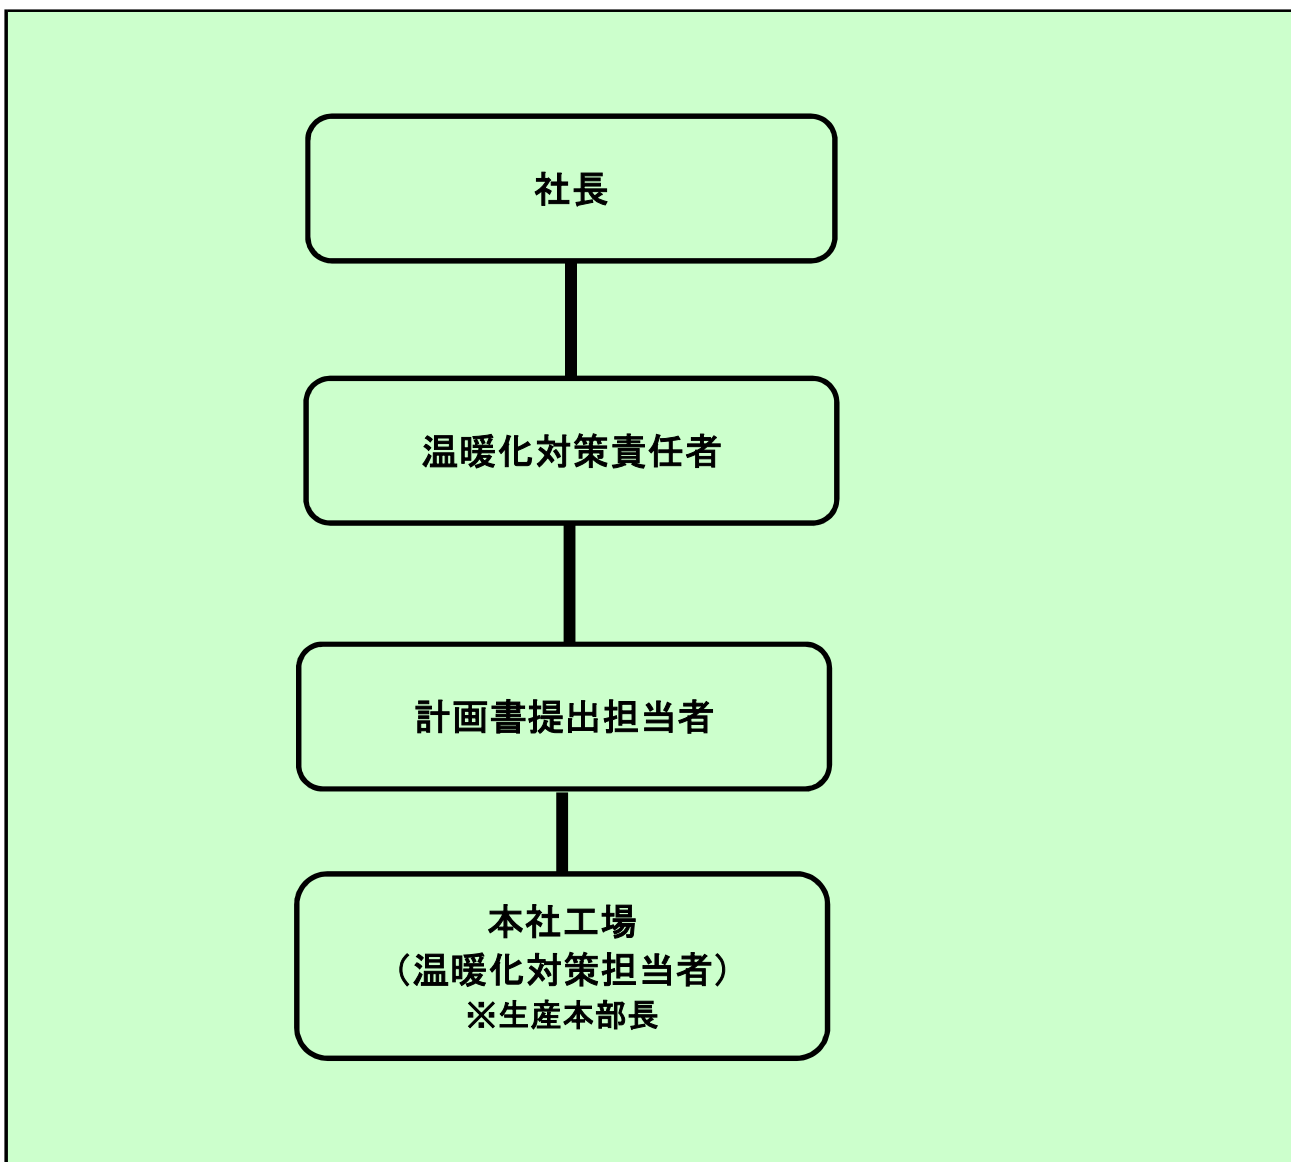 社長
温暖化対策責任者
計画書提出担当者
本社工場
（温暖化対策担当者）
※生産本部長